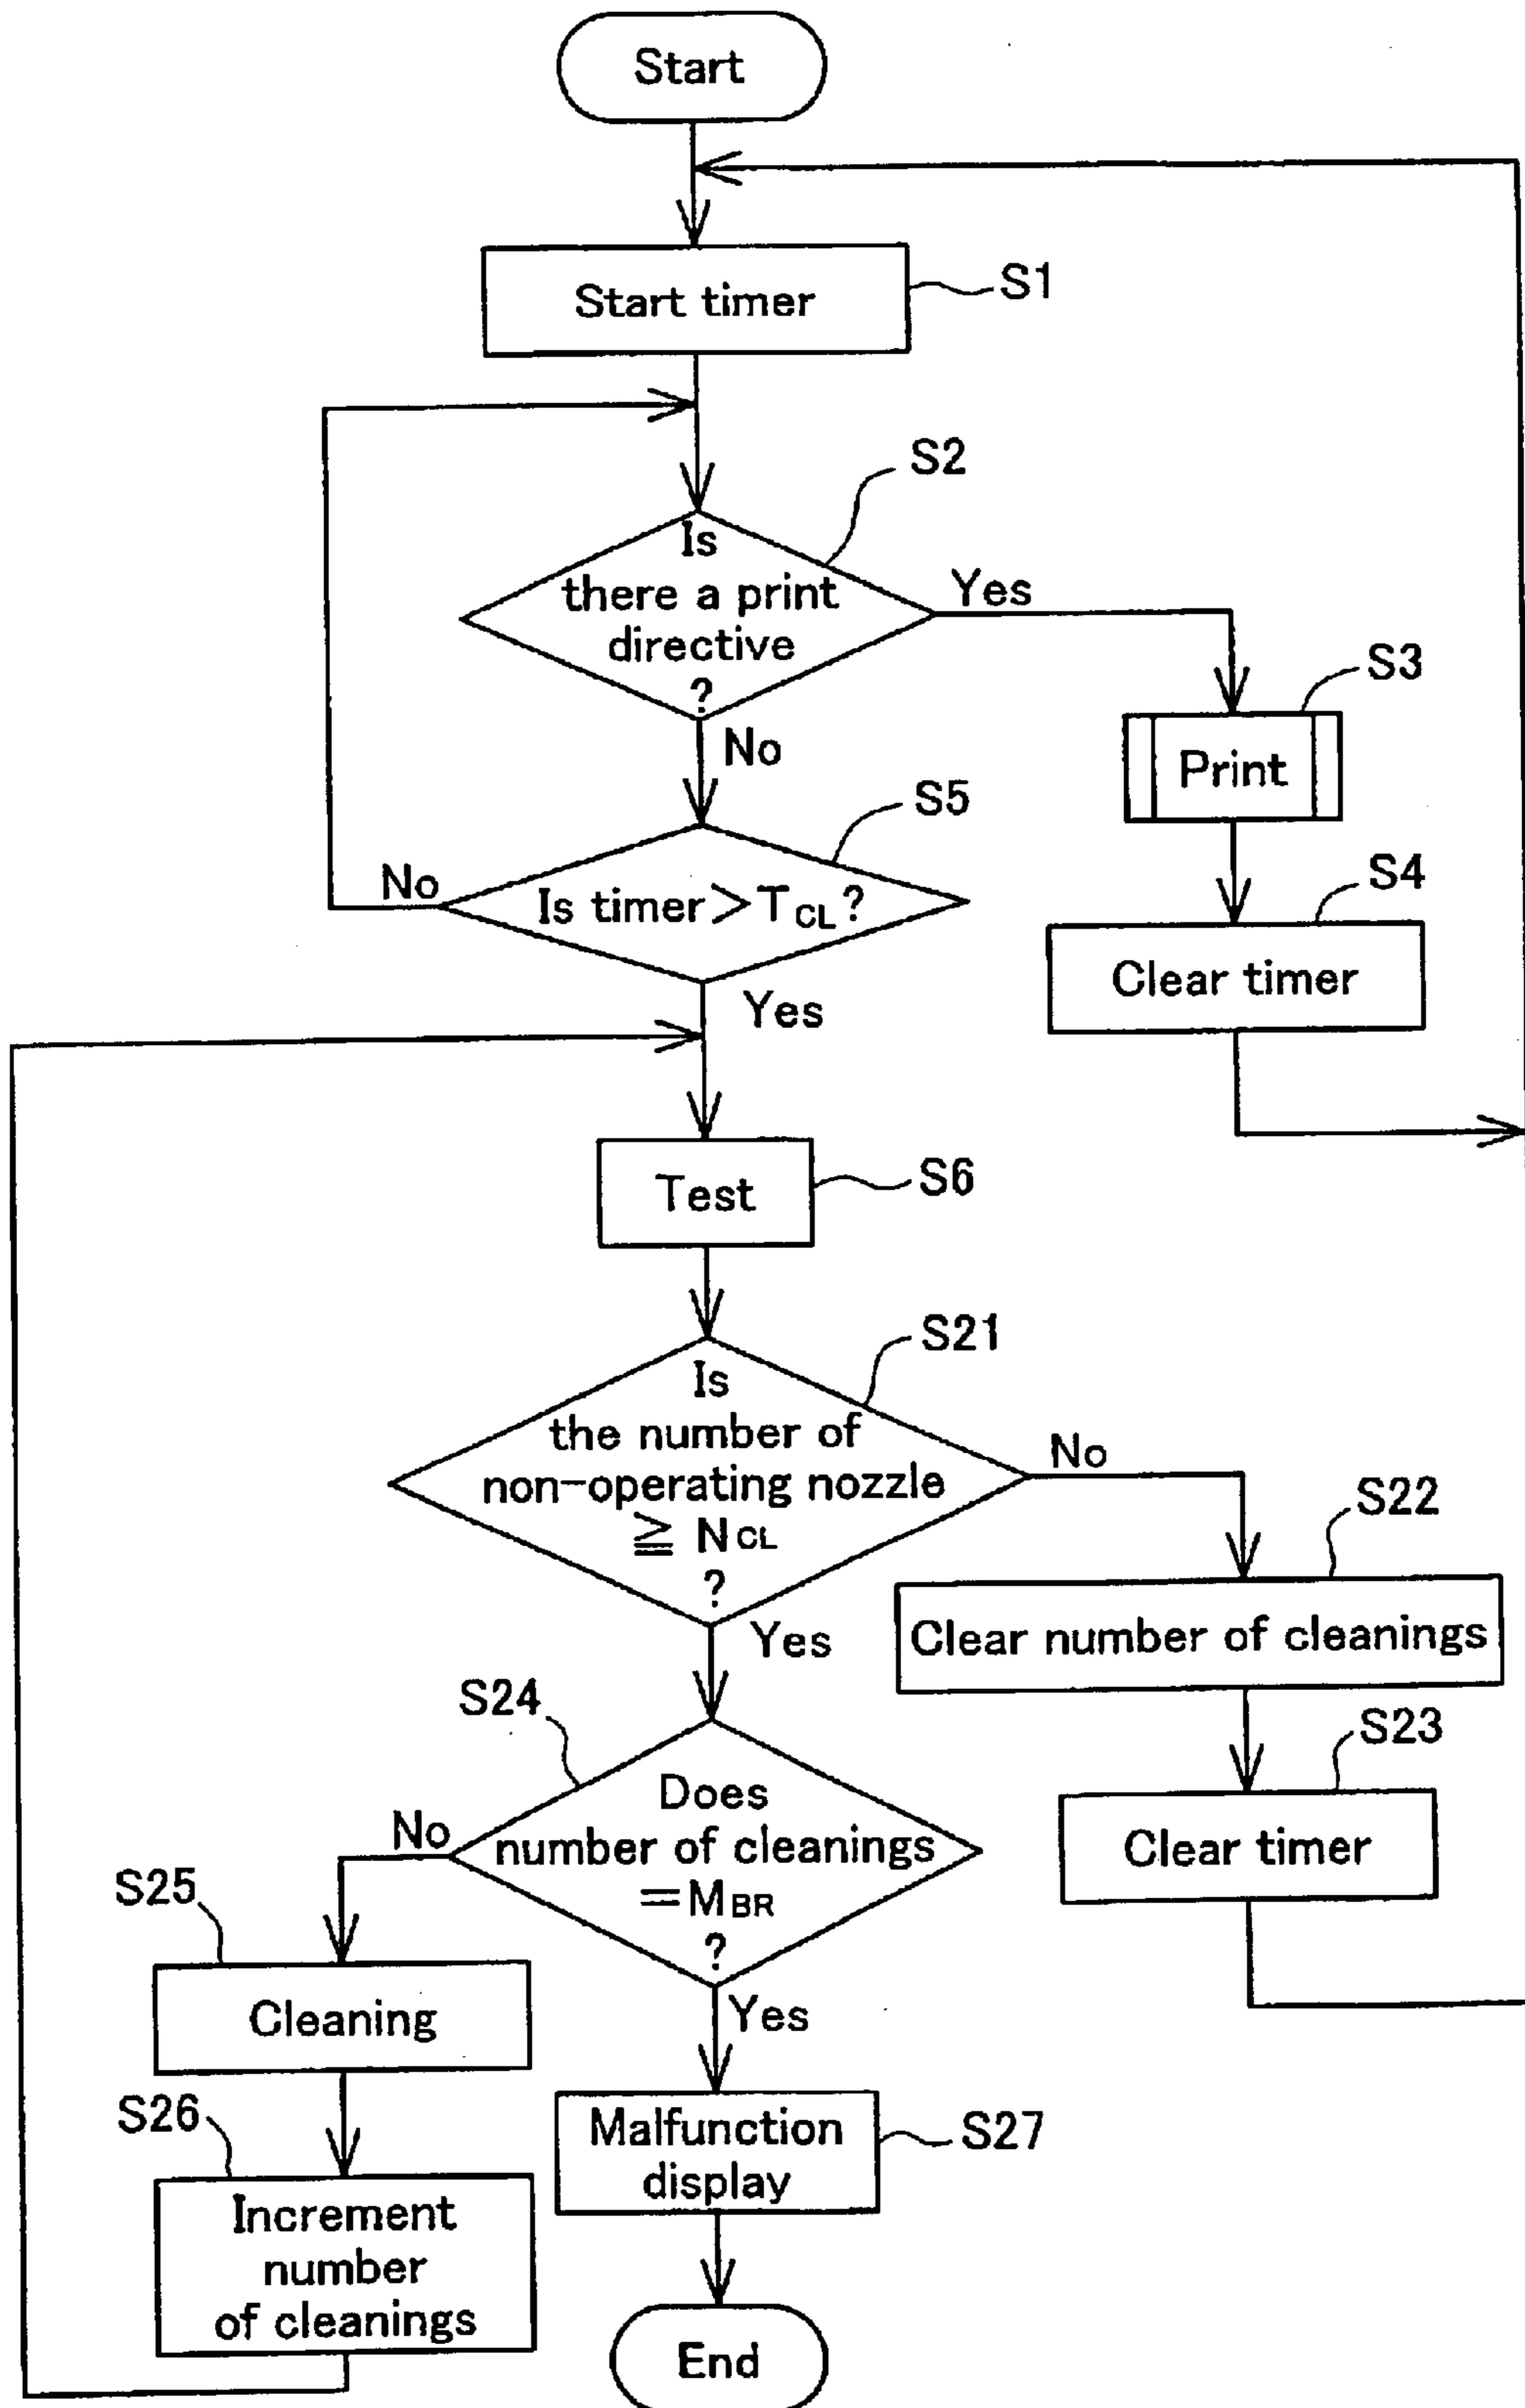 Start
Start timer
S1
S2
Is
there a print
directive
?
Yes
No
S3
Print
S5
No
Is timer＞TCL?
S4
Clear timer
Yes
Test
S6
S21
Is
the number of
non-operating nozzle
≧ NCL
?
No
S22
Clear number of cleanings
Yes
S24
S23
Does
number of cleanings
=MBR
?
No
Clear timer
S25
Cleaning
Yes
S26
Malfunction
display
S27
Increment
number
of cleanings
End